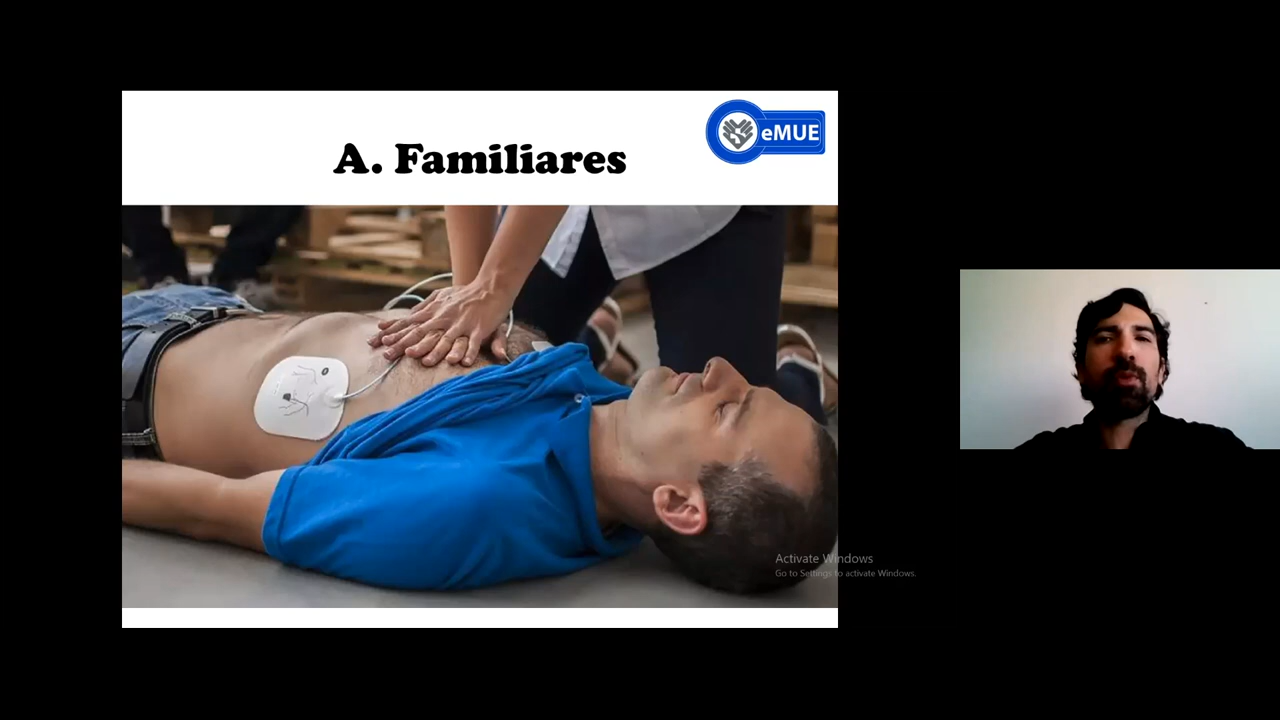 A. Familiares
eMUE
Activate Windows
Go to Settings to activate Windows.